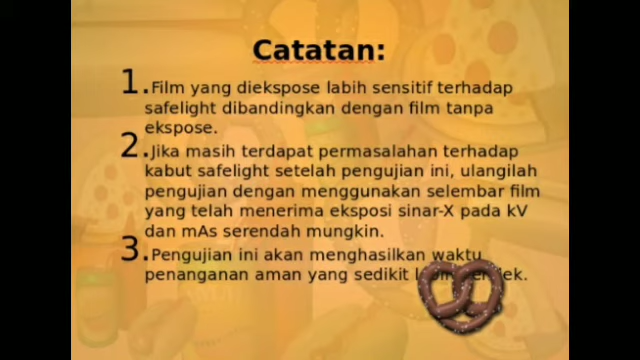 Catatan:
1. Film yang diekspose labih sensitif terhadap
safelight dibandingkan dengan film tanpa
ekspose.
2. Jika masih terdapat permasalahan terhadap
kabut safelight setelah pengujian ini, ulangilah
pengujian dengan menggunakan selembar film
yang telah menerima eksposi sinar-X pada kV
dan mAs serendah mungkin.
3. Pengujian ini akan menghasilkan waktu
penanganan aman yang sedikit